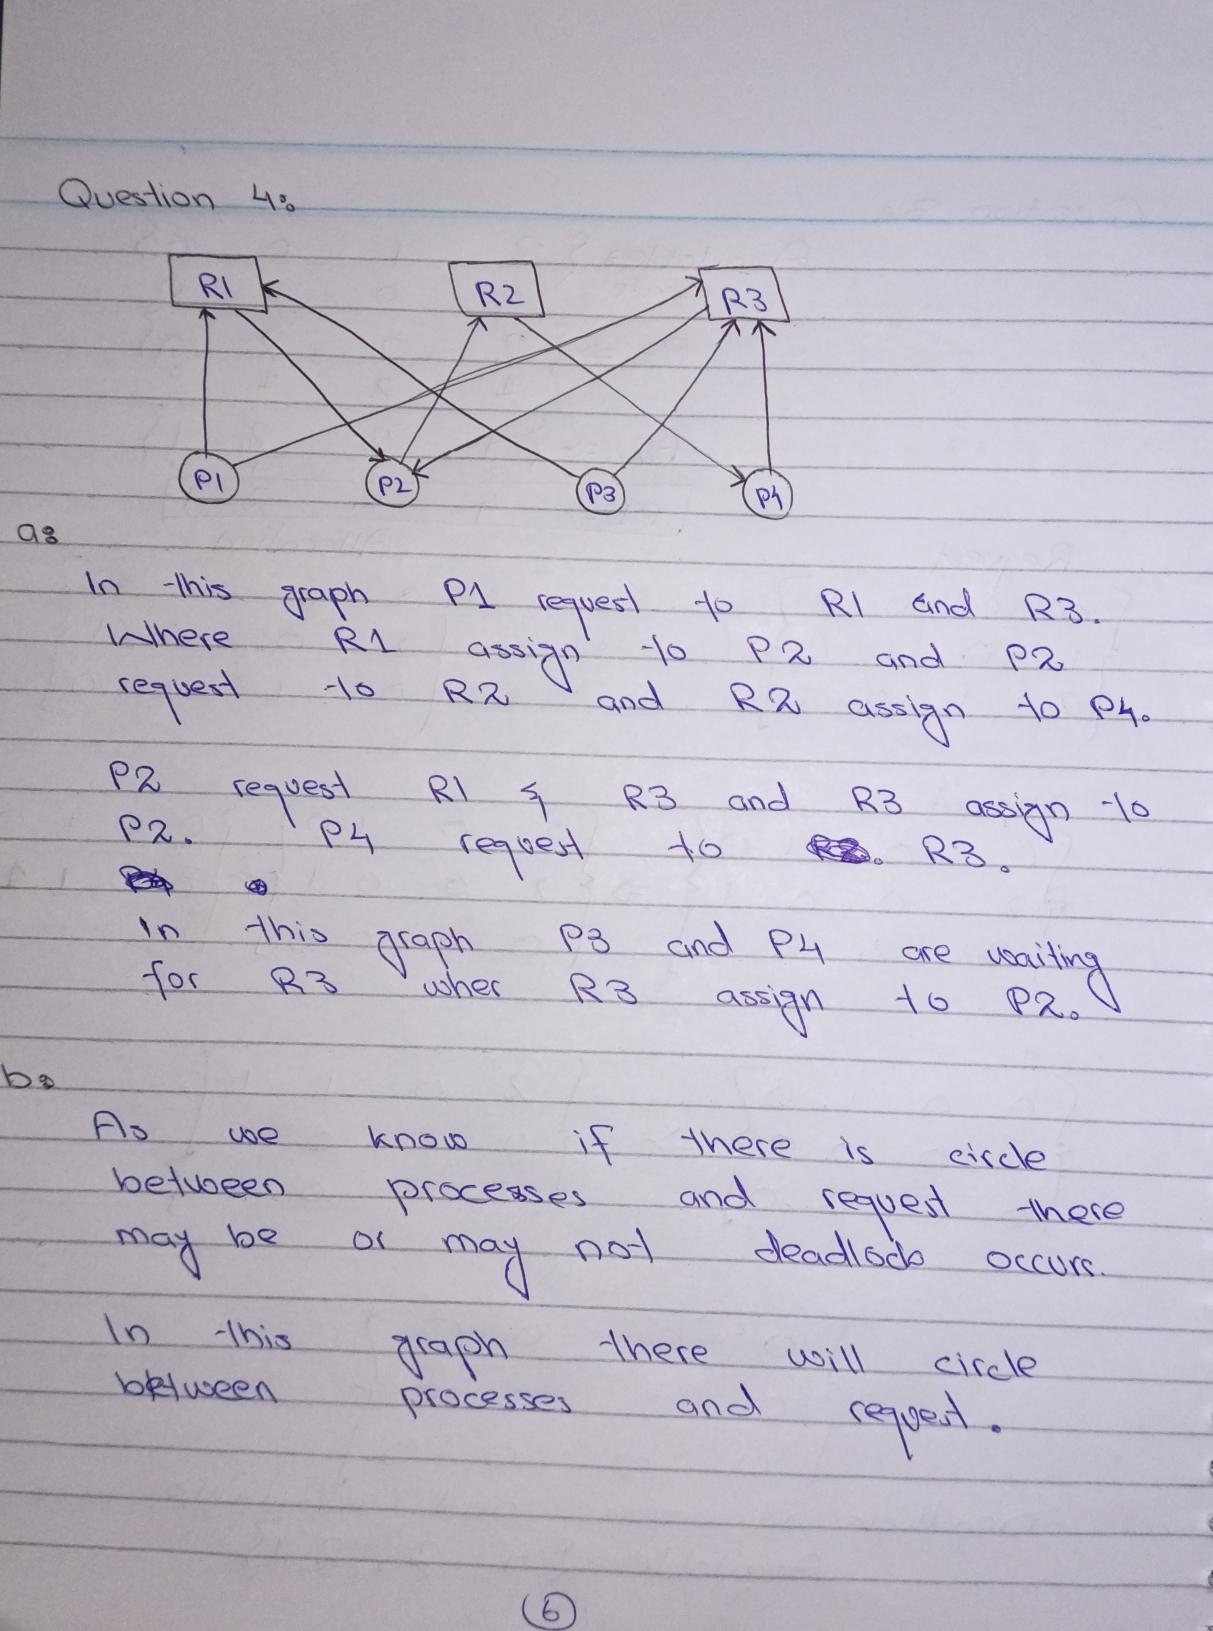 Question 4:
R1 R2 R3
P1 P2 P3 P4
a:
In this graph P1 request to R1 and R3.
Where R1 assign to P2 and P2
request to R2 and R2 assign to P4.
P2 request R1 & R3 and R3 assign to
P2. P4 request to R3.
In this graph P3 and P4 are waiting
for R3 wher R3 assign to P2.
b:
As we know if there is circle
between processes and request there
may be or may not deadlock occurs.
In this graph there will circle
between processes and request.
6